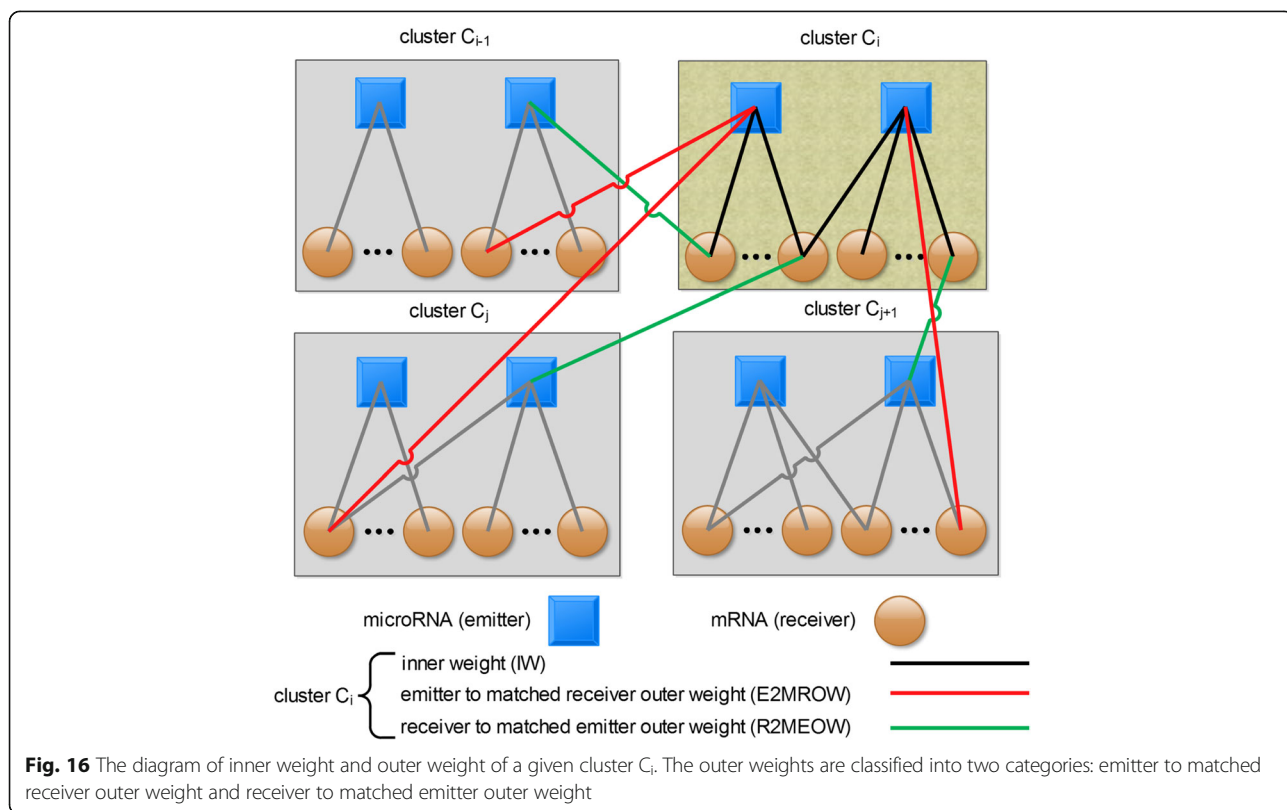 cluster Ci-1
cluster Ci
cluster Cj
cluster Cj+1
microRNA (emitter)
mRNA (receiver)
cluster Ci
inner weight (IW)
emitter to matched receiver outer weight (E2MROW)
receiver to matched emitter outer weight (R2MEOW)
Fig. 16 The diagram of inner weight and outer weight of a given cluster Ci. The outer weights are classified into two categories: emitter to matched
receiver outer weight and receiver to matched emitter outer weight